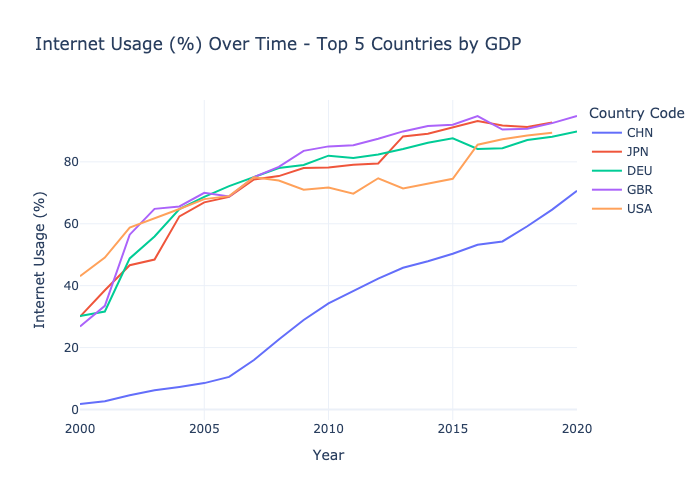 Internet Usage (%) Over Time - Top 5 Countries by GDP
Country Code
CHN
JPN
DEU
GBR
USA
Internet Usage (%)
80
60
40
20
0
2000 2005 2010 2015 2020
Year